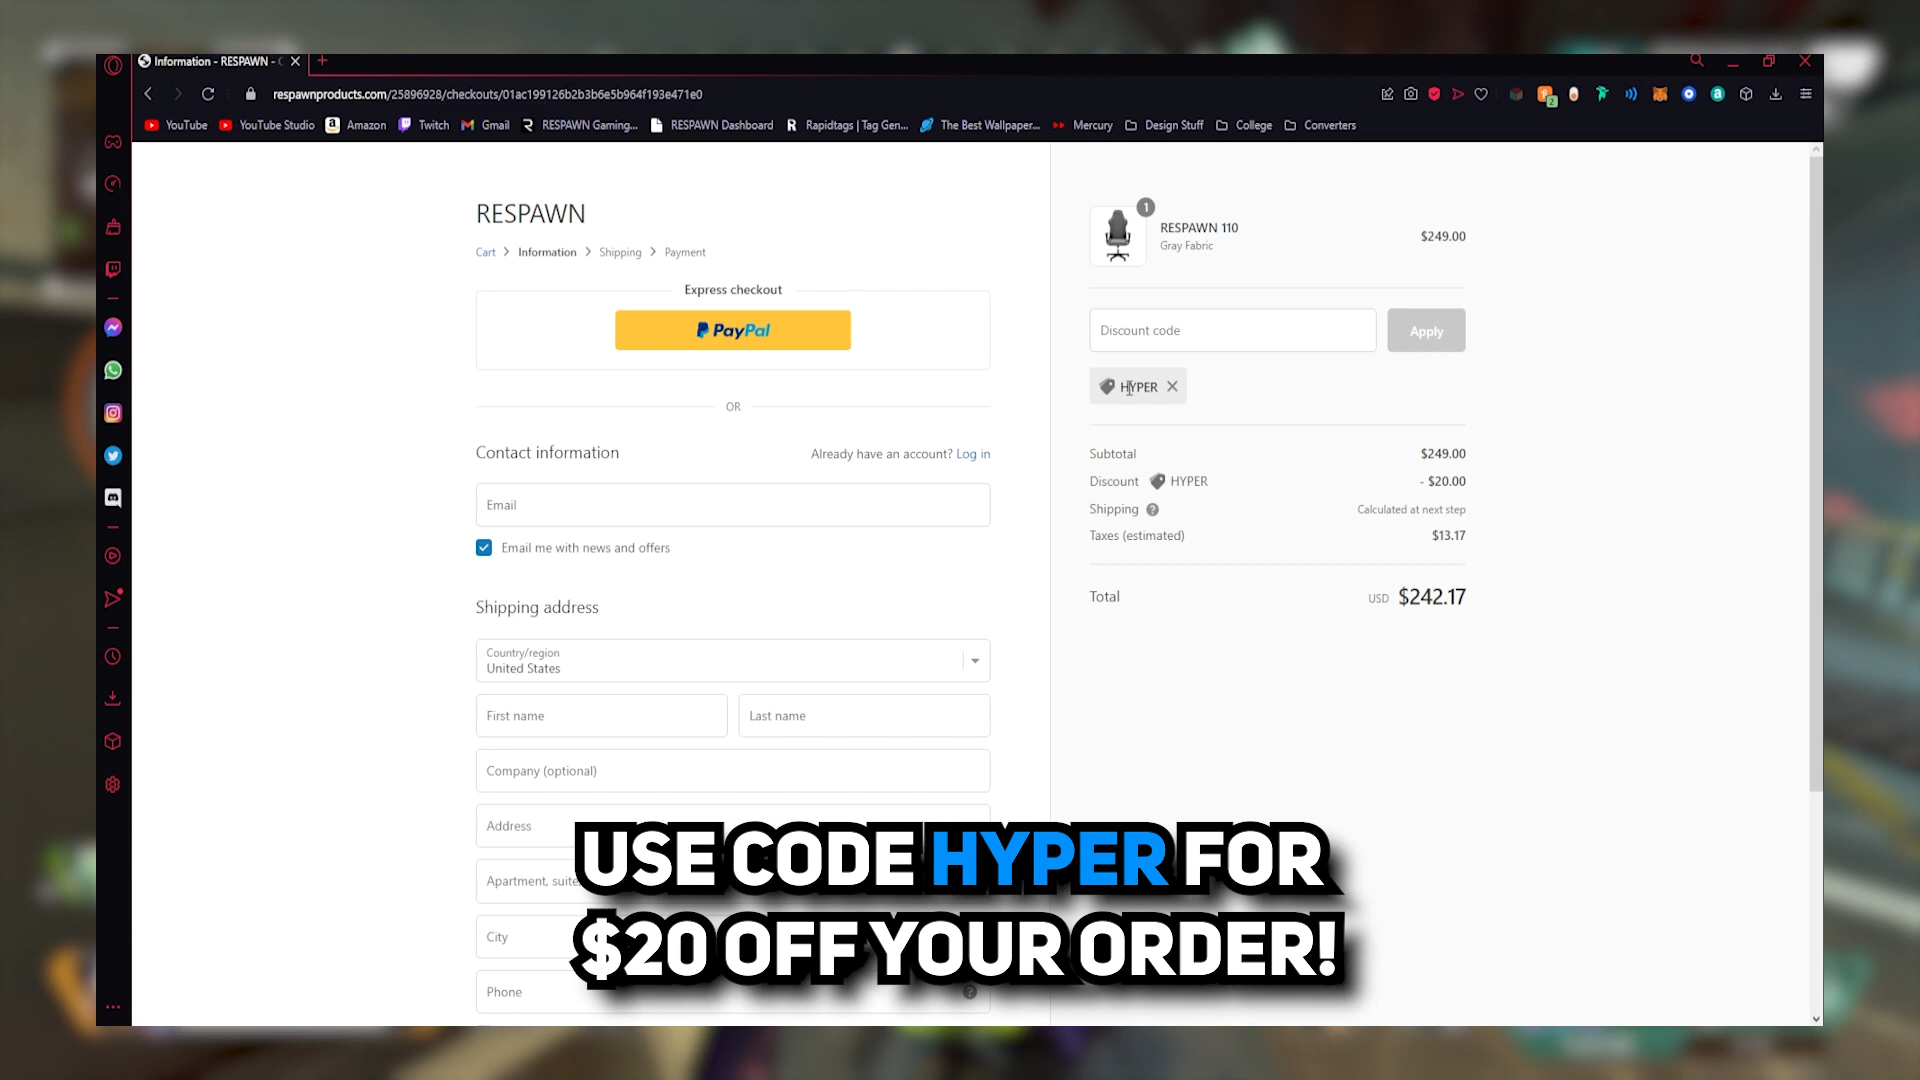 Information - RESPAWN -
respawnproducts.com/25896928/checkouts/01ac199126b2b3b6e5b964f193e471e0
2
YouTube YouTube Studio Amazon Twitch Gmail RESPAWN Gaming... RESPAWN Dashboard Rapidtags | Tag Gen... The Best Wallpaper... Mercury Design Stuff College Converters
RESPAWN
Cart > Information > Shipping > Payment
Express checkout
PayPal
OR
Contact information
Already have an account? Log in
Email
Email me with news and offers
Shipping address
Country/region
United States
First name
Last name
Company (optional)
Address
Apartment, suite
City
Phone
1
RESPAWN 110
Gray Fabric
$249.00
Discount code
Apply
HYPER
Subtotal $249.00
Discount HYPER - $20.00
Shipping Calculated at next step
Taxes (estimated) $13.17
Total USD $242.17
USE CODE HYPER FOR
$20 OFF YOUR ORDER!